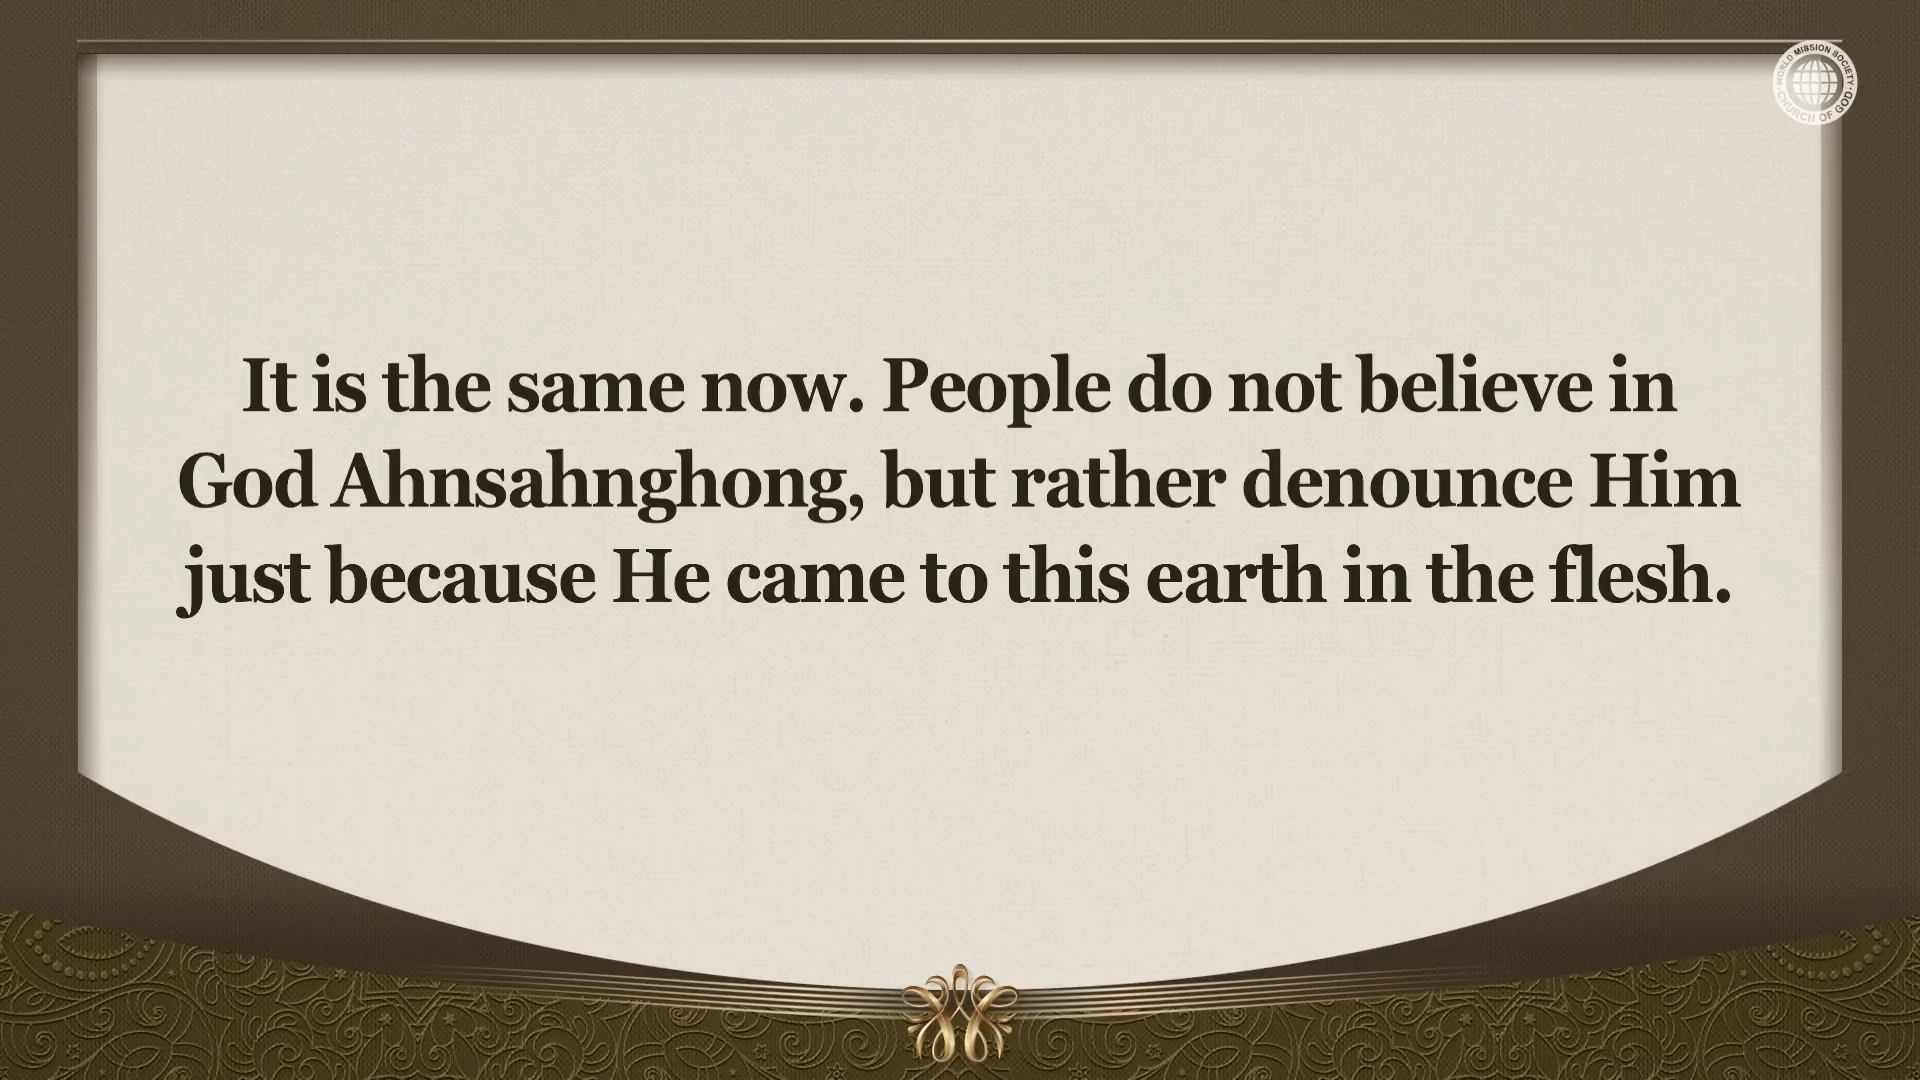 WORLD MISSION SOCIETY
CHURCH OF GOD
It is the same now. People do not believe in
God Ahnsahnghong, but rather denounce Him
just because He came to this earth in the flesh.